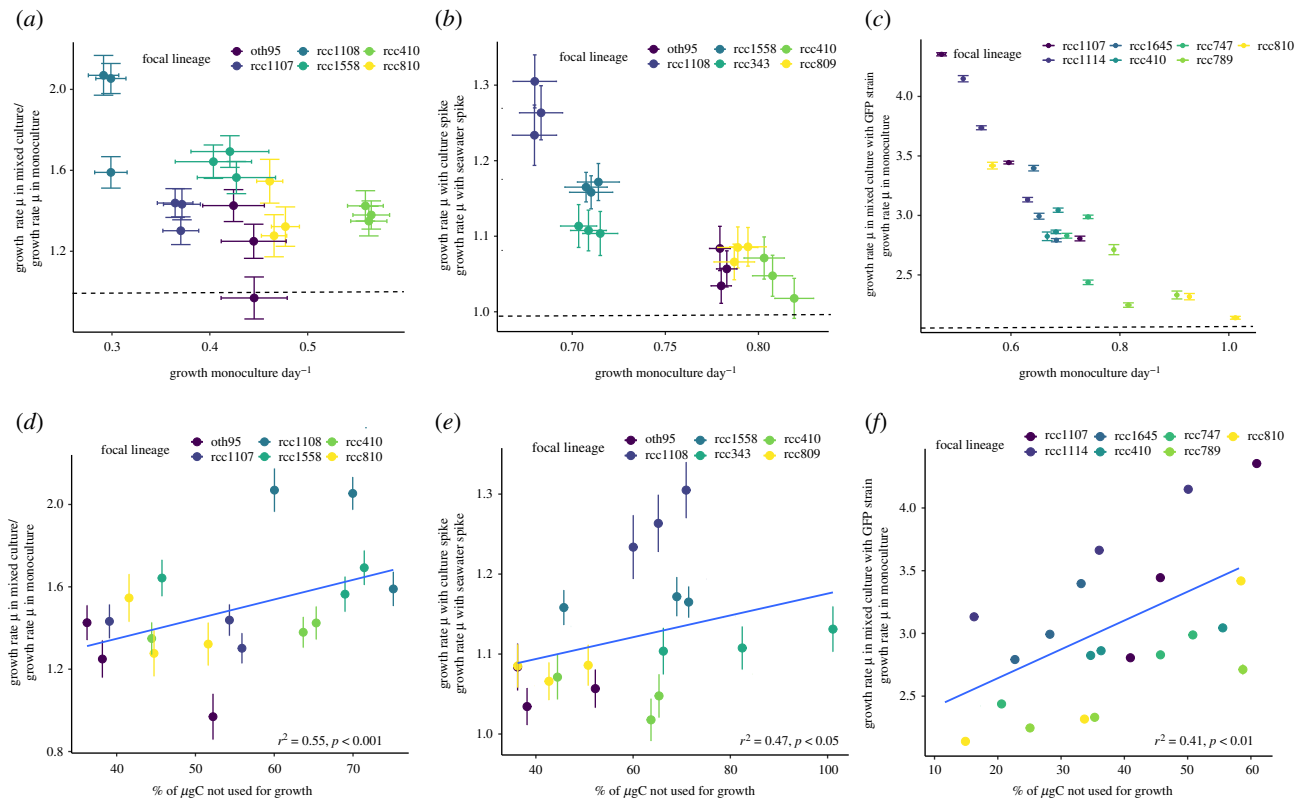 (a)
focal lineage
oth95 rcc1108 rcc410
rcc1107 rcc1558 rcc810
growth rate μ in mixed culture/
growth rate μ in monoculture
2.0
1.6
1.2
0.3 0.4 0.5
growth monoculture day⁻¹
(b)
focal lineage
oth95 rcc1558 rcc410
rcc1108 rcc343 rcc809
growth rate μ with culture spike
growth rate μ with seawater spike
1.3
1.2
1.1
1.0
0.70 0.75 0.80
growth monoculture day⁻¹
(c)
focal lineage
rcc1107 rcc1645 rcc747 rcc810
rcc1114 rcc410 rcc789
growth rate μ in mixed culture with GFP strain
growth rate μ in monoculture
4.0
3.5
3.0
2.5
0.6 0.8 1.0
growth monoculture day⁻¹
(d)
focal lineage
oth95 rcc1108 rcc410
rcc1107 rcc1558 rcc810
growth rate μ in mixed culture/
growth rate μ in monoculture
2.0
1.6
1.2
0.8
r² = 0.55, p < 0.001
40 50 60 70
% of μgC not used for growth
(e)
focal lineage
oth95 rcc1558 rcc410
rcc1108 rcc343 rcc809
growth rate μ with culture spike
growth rate μ with seawater spike
1.3
1.2
1.1
1.0
r² = 0.47, p < 0.05
40 60 80 100
% of μgC not used for growth
(f)
focal lineage
rcc1107 rcc1645 rcc747 rcc810
rcc1114 rcc410 rcc789
growth rate μ in mixed culture with GFP strain
growth rate μ in monoculture
4.0
3.5
3.0
2.5
r² = 0.41, p < 0.01
10 20 30 40 50 60
% of μgC not used for growth